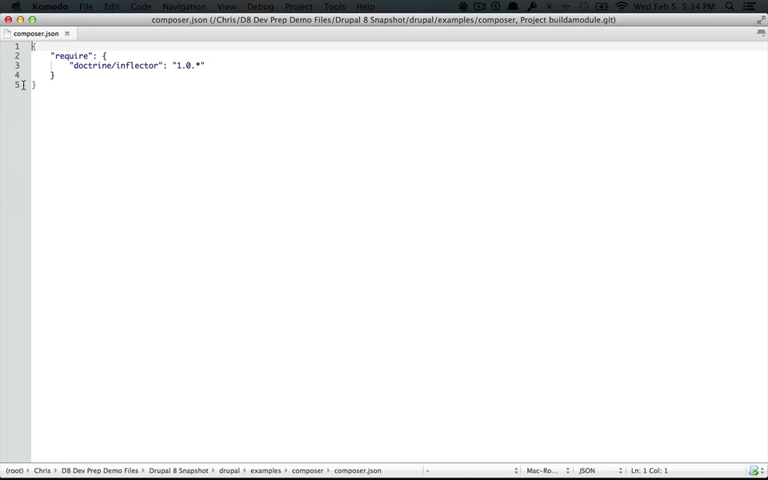 Komodo File Edit Code Navigation View Debug Project Tools Help Wed Feb 5 5:34 PM
composer.json (/Chris/D8 Dev Prep Demo Files/Drupal 8 Snapshot/drupal/examples/composer, Project buildamodule.git)
composer.json
1 {
2 "require": {
3 "doctrine/inflector": "1.0.*"
4 }
5 }
(root) Chris D8 Dev Prep Demo Files Drupal 8 Snapshot drupal examples composer composer.json - Mac-Ro... JSON Ln: 1 Col: 1